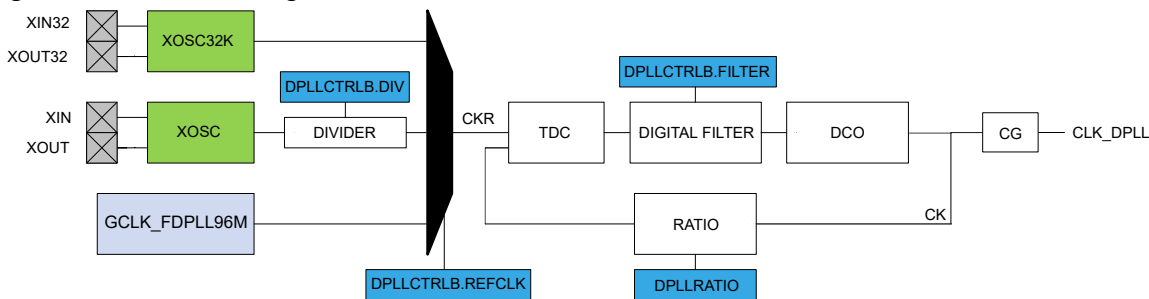 XIN32
XOUT32
XOSC32K
DPLLCTRLB.DIV
DPLLCTRLB.FILTER
XIN
XOUT
XOSC
DIVIDER
CKR
TDC
DIGITAL FILTER
DCO
CG
CLK_DPLL
GCLK_FDPLL96M
RATIO
CK
DPLLCTRLB.REFCLK
DPLLRATIO